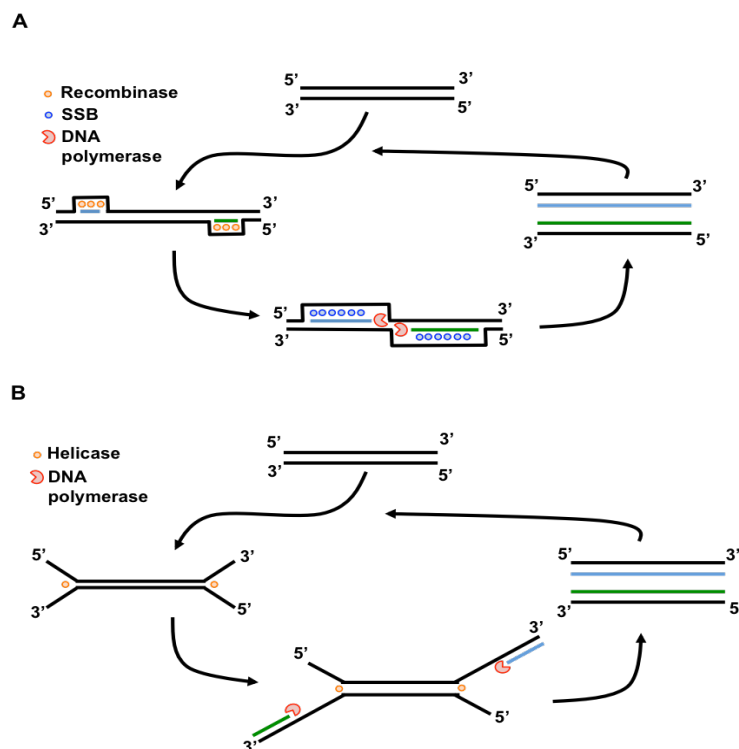 A
5’ 3’
3’ 5’
Recombinase
SSB
DNA
polymerase
5’ 3’
3’ 5’
5’ 3’
3’ 5’
5’ 3’
3’ 5’
B
5’ 3’
3’ 5’
Helicase
DNA
polymerase
5’ 3’
3’ 5’
5’ 3’
3’ 5’
5’ 3’
3’ 5’